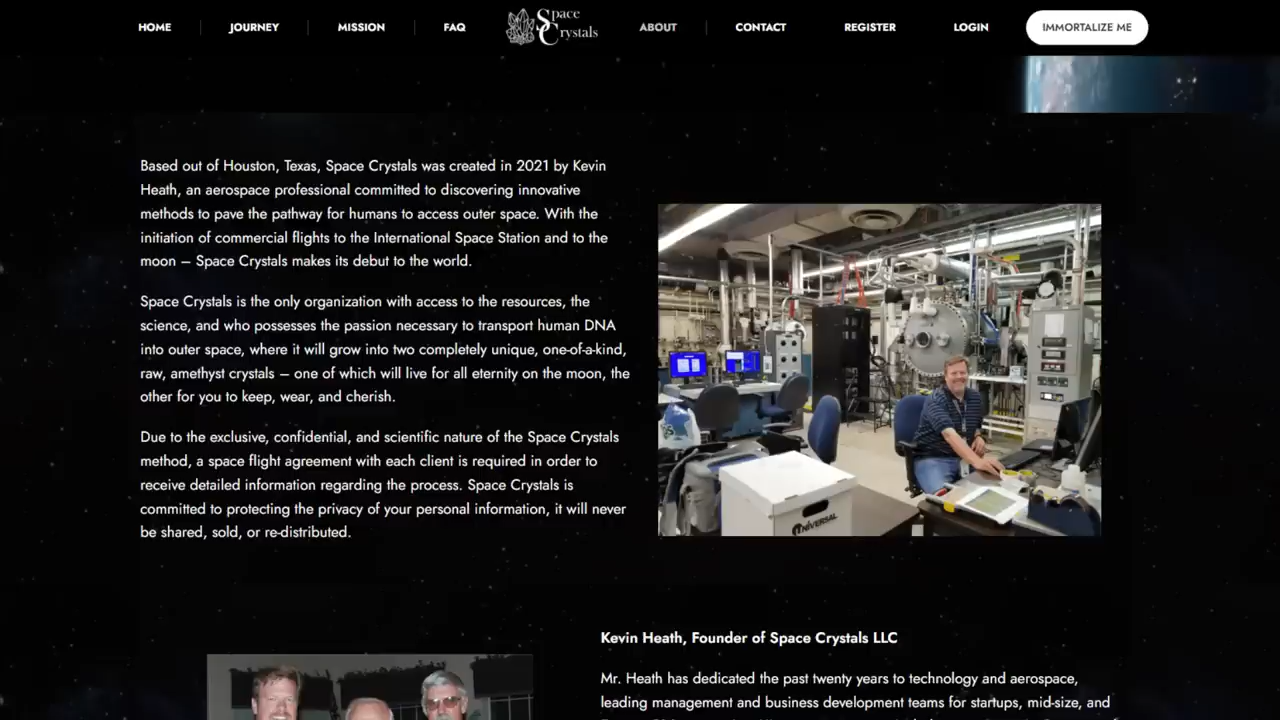 HOME
JOURNEY
MISSION
FAQ
Space
Crystals
ABOUT
CONTACT
REGISTER
LOGIN
IMMORTALIZE ME
Based out of Houston, Texas, Space Crystals was created in 2021 by Kevin
Heath, an aerospace professional committed to discovering innovative
methods to pave the pathway for humans to access outer space. With the
initiation of commercial flights to the International Space Station and to the
moon – Space Crystals makes its debut to the world.
Space Crystals is the only organization with access to the resources, the
science, and who possesses the passion necessary to transport human DNA
into outer space, where it will grow into two completely unique, one-of-a-kind,
raw, amethyst crystals – one of which will live for all eternity on the moon, the
other for you to keep, wear, and cherish.
Due to the exclusive, confidential, and scientific nature of the Space Crystals
method, a space flight agreement with each client is required in order to
receive detailed information regarding the process. Space Crystals is
committed to protecting the privacy of your personal information, it will never
be shared, sold, or re-distributed.
UNIVERSAL
Kevin Heath, Founder of Space Crystals LLC
Mr. Heath has dedicated the past twenty years to technology and aerospace,
leading management and business development teams for startups, mid-size, and